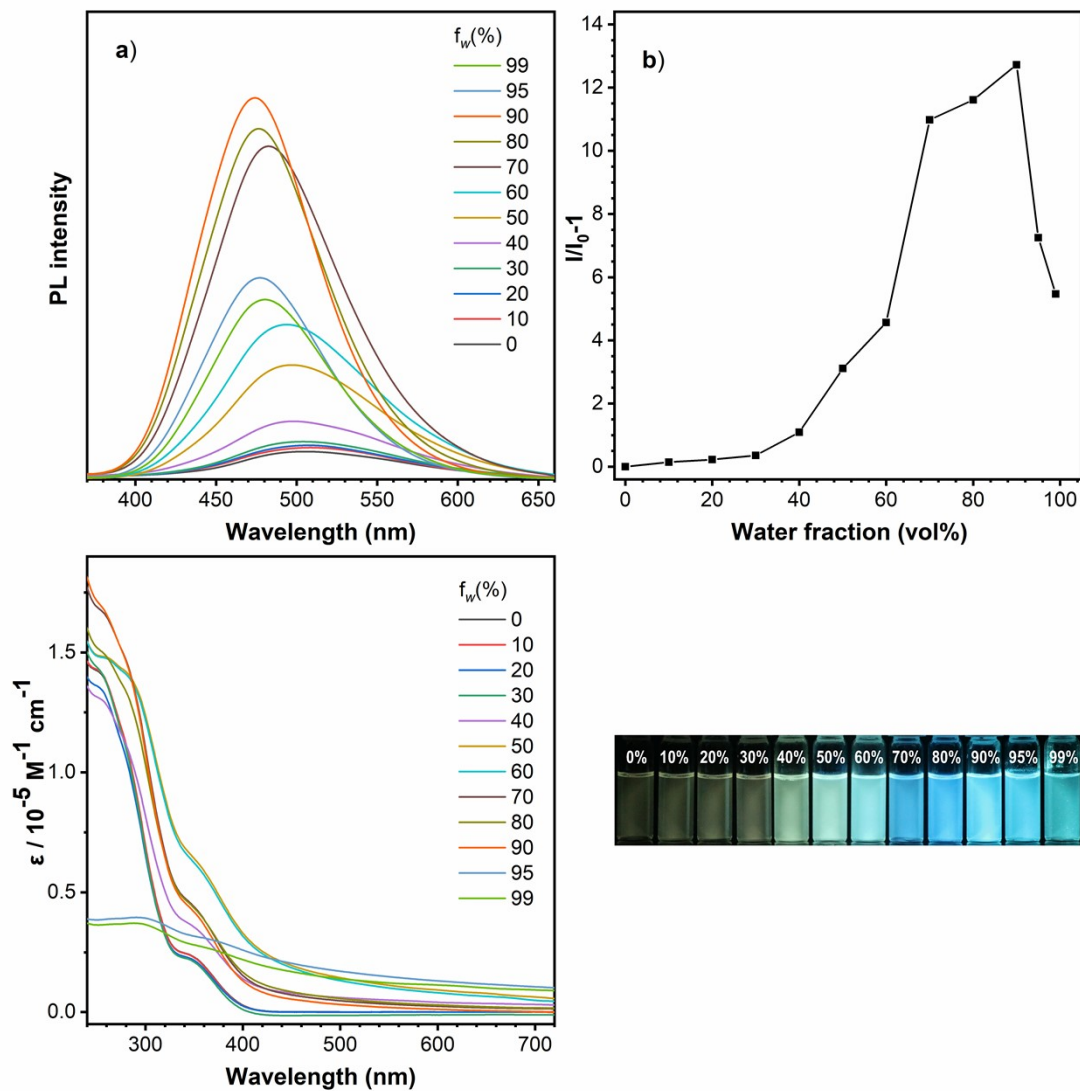 a)
f_w(%)
99
95
90
80
70
60
50
40
30
20
10
0
PL intensity
400 450 500 550 600 650
Wavelength (nm)
b)
14
12
10
8
6
4
2
0
I/I₀-1
0 20 40 60 80 100
Water fraction (vol%)
f_w(%)
0
10
20
30
40
50
60
70
80
90
95
99
1.5
1.0
0.5
0.0
ε / 10⁻⁵ M⁻¹ cm⁻¹
300 400 500 600 700
Wavelength (nm)
0% 10% 20% 30% 40% 50% 60% 70% 80% 90% 95% 99%